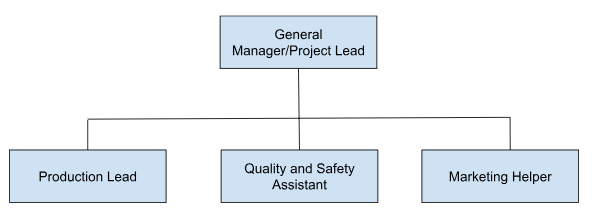 General
Manager/Project Lead
Production Lead
Quality and Safety
Assistant
Marketing Helper